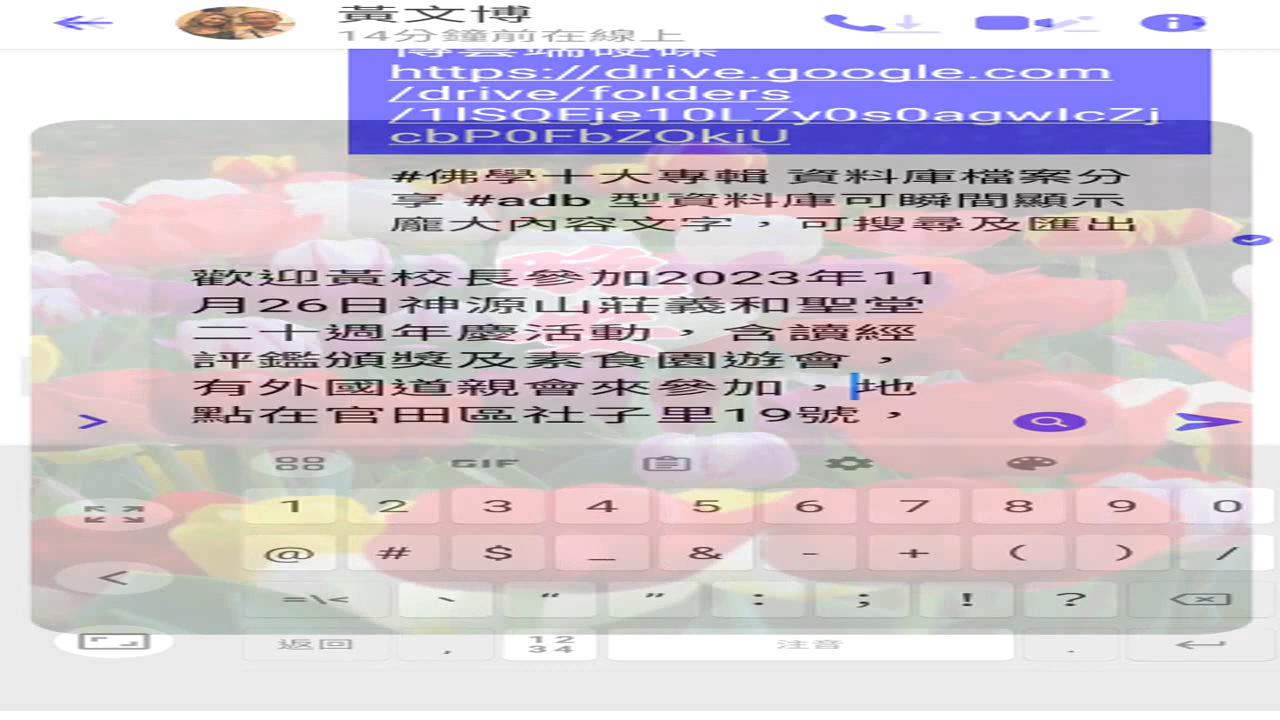 黃文博
14分鐘前在線上
傳雲端硬碟
https://drive.google.com
/drive/folders
/1lSQEje10L7y0s0agwIcZj
cbP0FbZOkiU
#佛學十大專輯 資料庫檔案分
享 #adb 型資料庫可瞬間顯示
龐大內容文字，可搜尋及匯出
歡迎黃校長參加2023年11
月26日神源山莊義和聖堂
二十週年慶活動，含讀經
評鑑頒獎及素食園遊會，
有外國道親會來參加，地
點在官田區社子里19號，
GIF
1 2 3 4 5 6 7 8 9 0
@ # $ _ & - + ( ) /
=\< 、 “ ” : ; ! ?
返回 , 12 34 注音 .